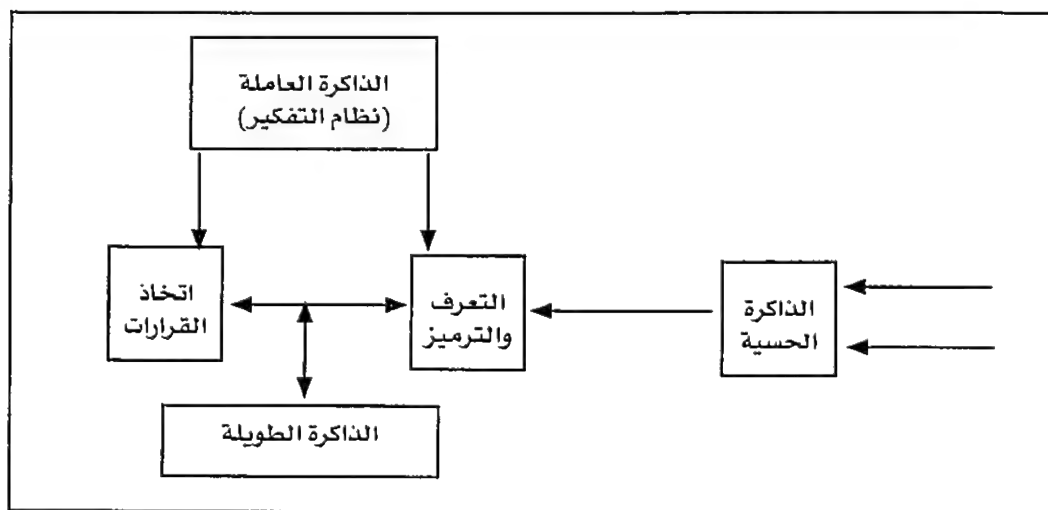 الذاكرة العاملة
(نظام التفكير)
الذاكرة
الحسية
التعرف
والترميز
اتخاذ
القرارات
الذاكرة الطويلة